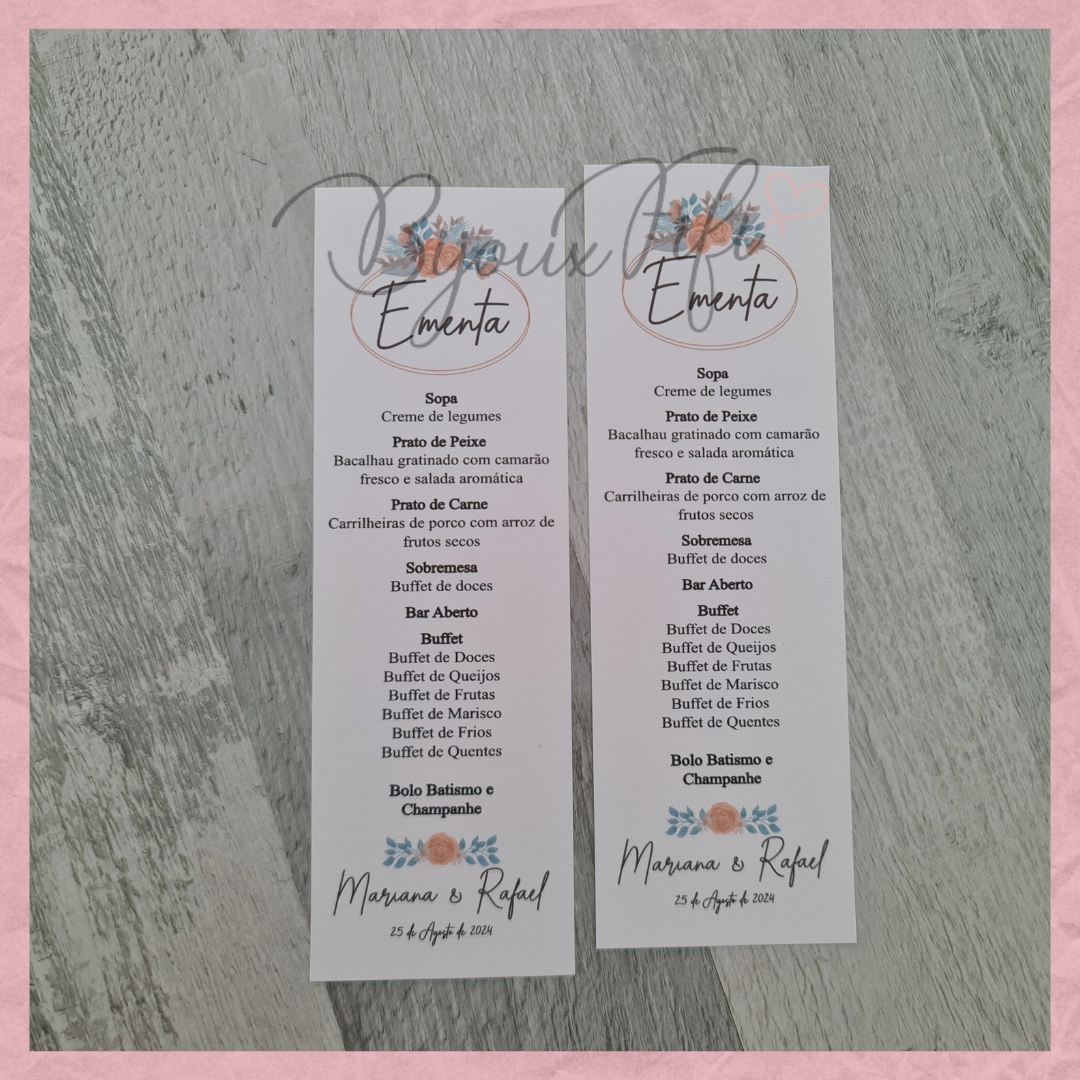 Bijoux Fifi
Ementa
Sopa
Creme de legumes
Prato de Peixe
Bacalhau gratinado com camarão
fresco e salada aromática
Prato de Carne
Carrilheiras de porco com arroz de
frutos secos
Sobremesa
Buffet de doces
Bar Aberto
Buffet
Buffet de Doces
Buffet de Queijos
Buffet de Frutas
Buffet de Marisco
Buffet de Frios
Buffet de Quentes
Bolo Batismo e
Champanhe
Mariana & Rafael
25 de Agosto de 2024
Ementa
Sopa
Creme de legumes
Prato de Peixe
Bacalhau gratinado com camarão
fresco e salada aromática
Prato de Carne
Carrilheiras de porco com arroz de
frutos secos
Sobremesa
Buffet de doces
Bar Aberto
Buffet
Buffet de Doces
Buffet de Queijos
Buffet de Frutas
Buffet de Marisco
Buffet de Frios
Buffet de Quentes
Bolo Batismo e
Champanhe
Mariana & Rafael
25 de Agosto de 2024